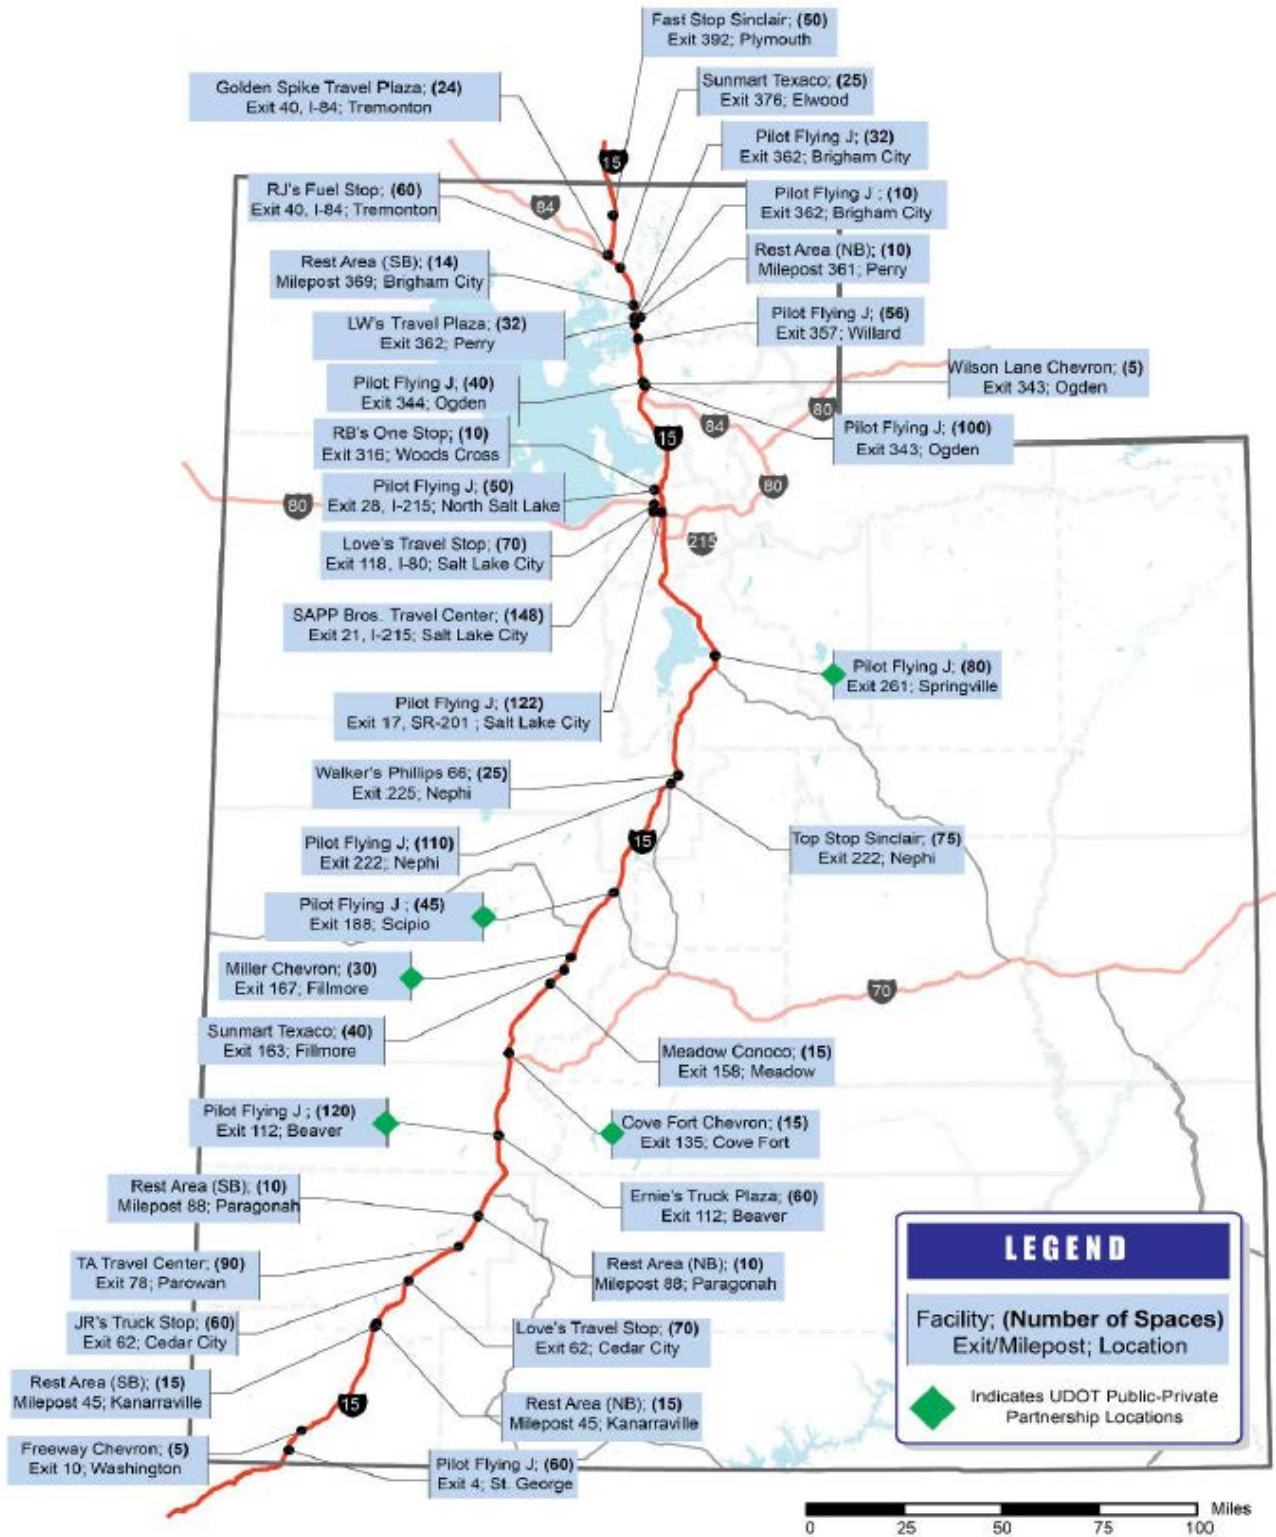 Fast Stop Sinclair; (50)
Exit 392; Plymouth
Golden Spike Travel Plaza; (24)
Exit 40, I-84; Tremonton
Sunmart Texaco; (25)
Exit 376; Elwood
Pilot Flying J; (32)
Exit 362; Brigham City
15
RJ's Fuel Stop; (60)
Exit 40, I-84; Tremonton
84
Pilot Flying J ; (10)
Exit 362; Brigham City
Rest Area (SB); (14)
Milepost 369; Brigham City
Rest Area (NB); (10)
Milepost 361; Perry
LW's Travel Plaza; (32)
Exit 362; Perry
Pilot Flying J; (56)
Exit 357; Willard
Wilson Lane Chevron; (5)
Exit 343; Ogden
Pilot Flying J; (40)
Exit 344; Ogden
80
84
Pilot Flying J; (100)
Exit 343; Ogden
15
RB's One Stop; (10)
Exit 316; Woods Cross
80
Pilot Flying J; (50)
Exit 28, I-215; North Salt Lake
80
215
Love's Travel Stop; (70)
Exit 118, I-80; Salt Lake City
SAPP Bros. Travel Center; (148)
Exit 21, I-215; Salt Lake City
Pilot Flying J; (80)
Exit 261; Springville
Pilot Flying J; (122)
Exit 17, SR-201 ; Salt Lake City
Walker's Phillips 66; (25)
Exit 225; Nephi
Pilot Flying J; (110)
Exit 222; Nephi
15
Top Stop Sinclair; (75)
Exit 222; Nephi
Pilot Flying J ; (45)
Exit 188; Scipio
Miller Chevron; (30)
Exit 167; Fillmore
70
Sunmart Texaco; (40)
Exit 163; Fillmore
Meadow Conoco; (15)
Exit 158; Meadow
Pilot Flying J ; (120)
Exit 112; Beaver
Cove Fort Chevron; (15)
Exit 135; Cove Fort
Rest Area (SB); (10)
Milepost 88; Paragonah
Ernie's Truck Plaza; (60)
Exit 112; Beaver
TA Travel Center; (90)
Exit 78; Parowan
Rest Area (NB); (10)
Milepost 88; Paragonah
JR's Truck Stop; (60)
Exit 62; Cedar City
Love's Travel Stop; (70)
Exit 62; Cedar City
Rest Area (SB); (15)
Milepost 45; Kanarraville
15
Rest Area (NB); (15)
Milepost 45; Kanarraville
Freeway Chevron; (5)
Exit 10; Washington
Pilot Flying J; (60)
Exit 4; St. George
LEGEND
Facility; (Number of Spaces)
Exit/Milepost; Location
Indicates UDOT Public-Private
Partnership Locations
Miles
0 25 50 75 100